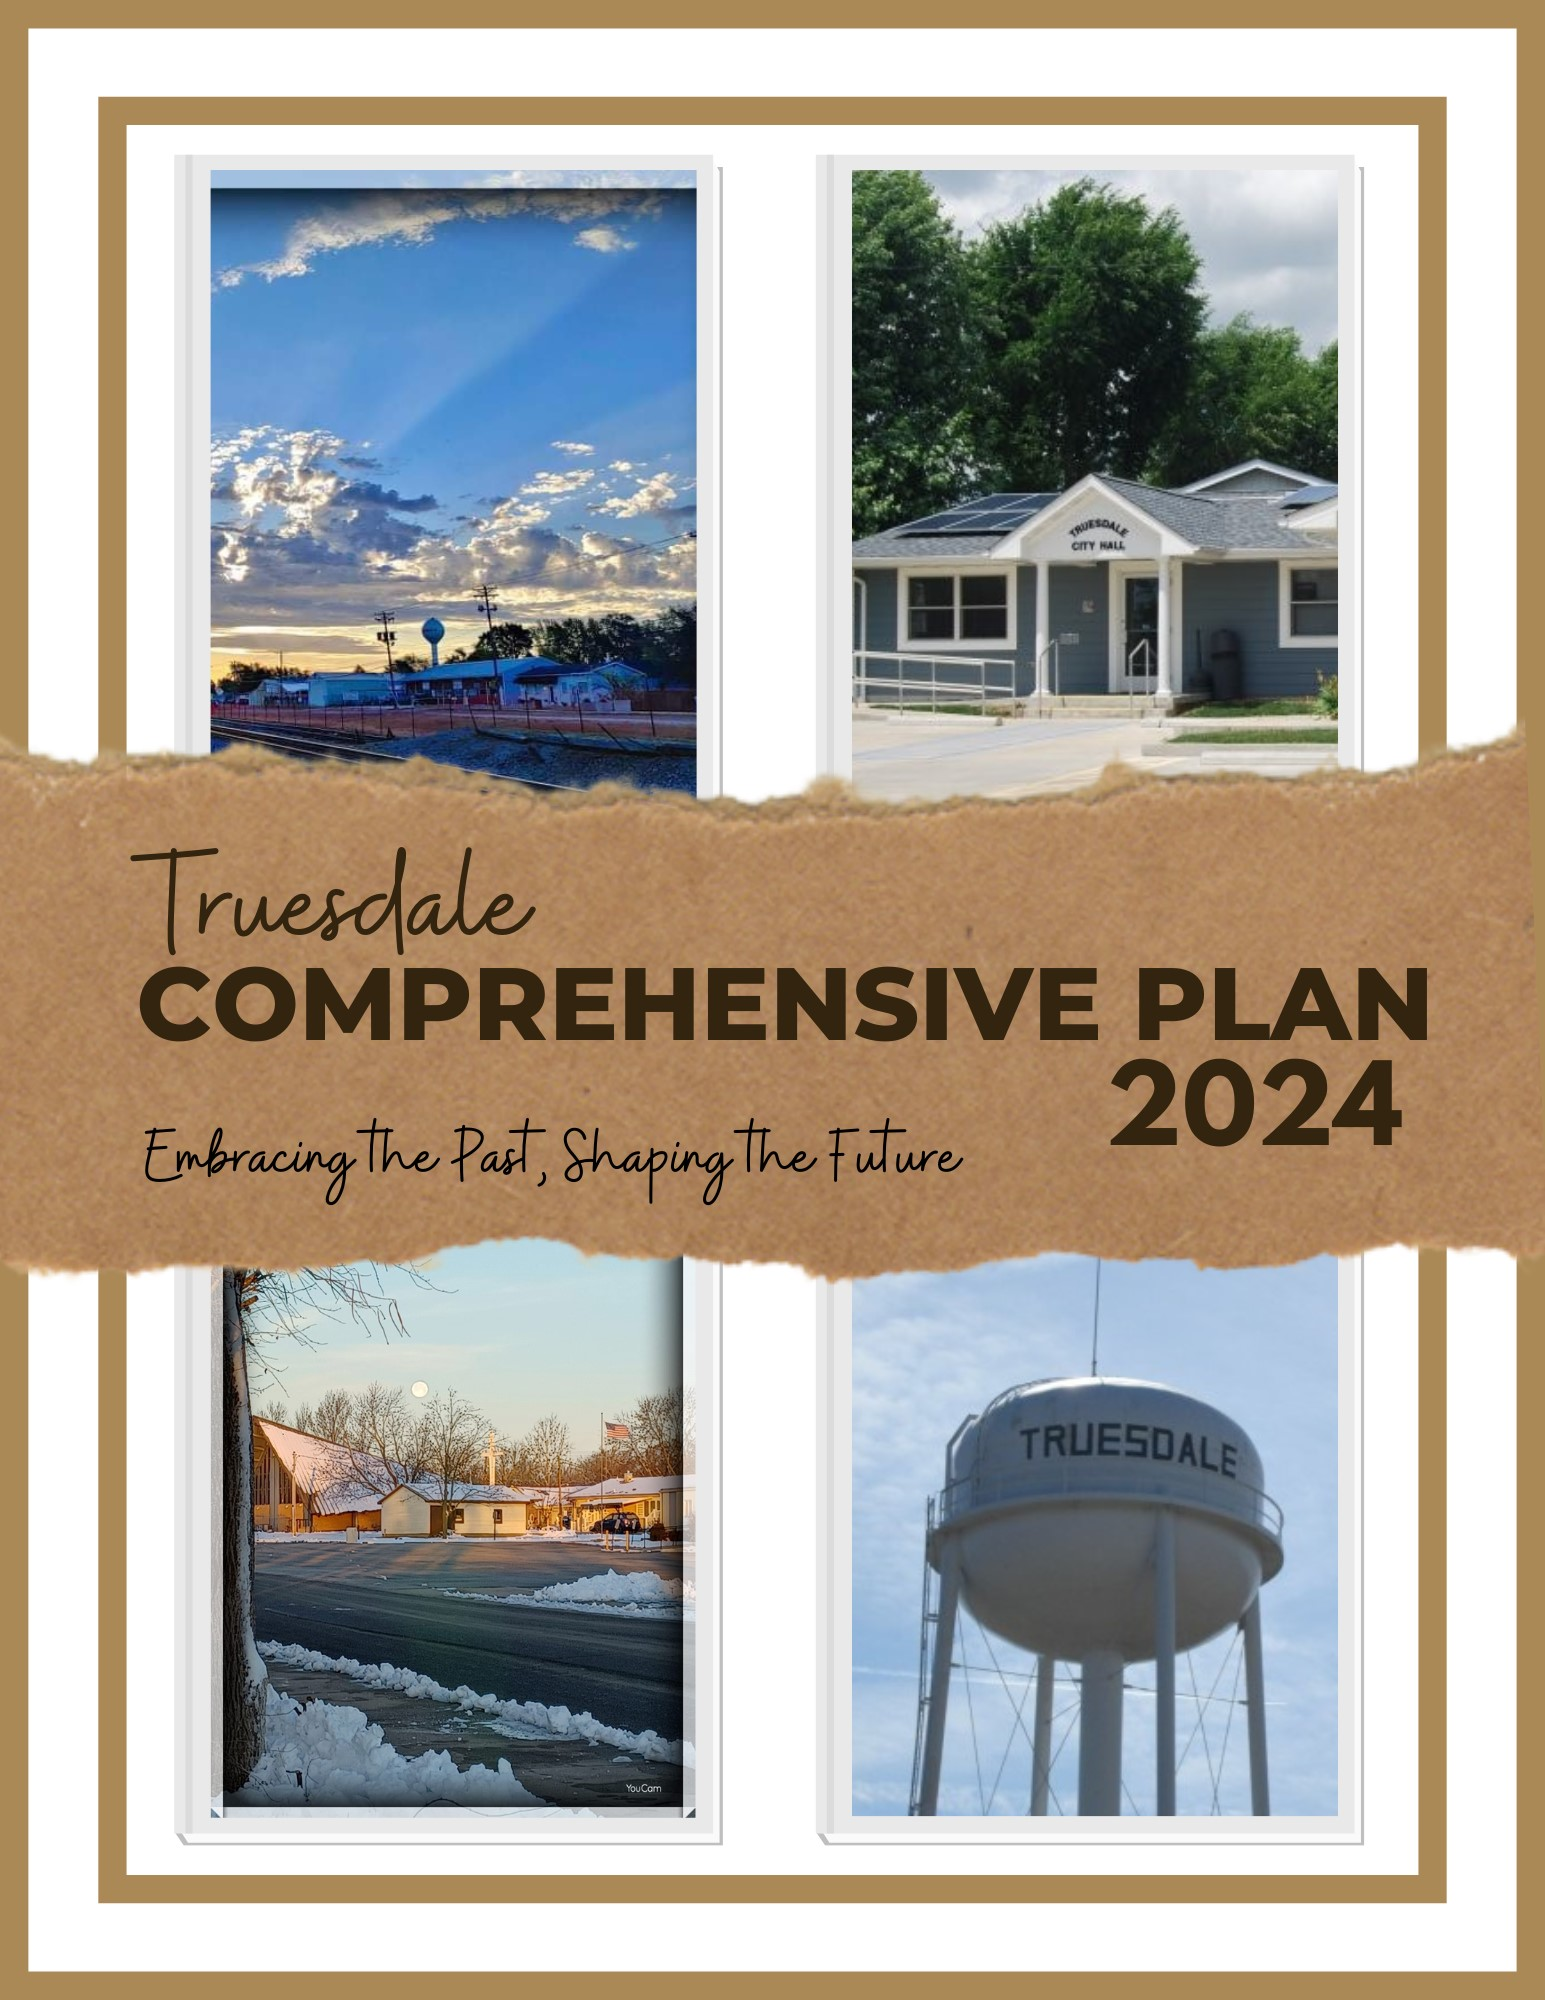 TRUESDALE
CITY HALL
Truesdale
COMPREHENSIVE PLAN
2024
Embracing the Past, Shaping the Future
TRUESDALE
YouCam